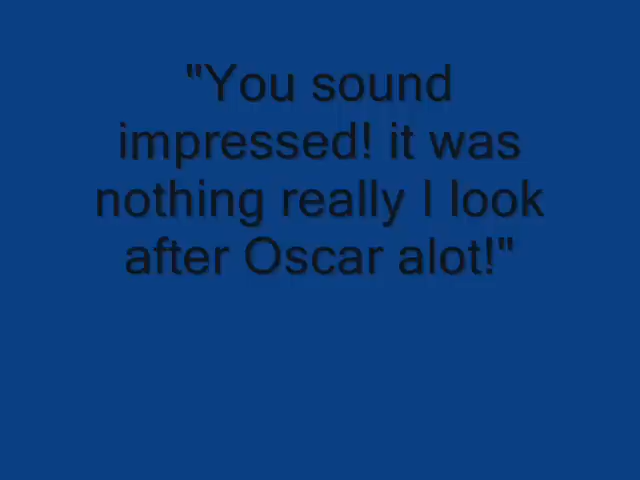 "You sound
impressed! it was
nothing really I look
after Oscar alot!"